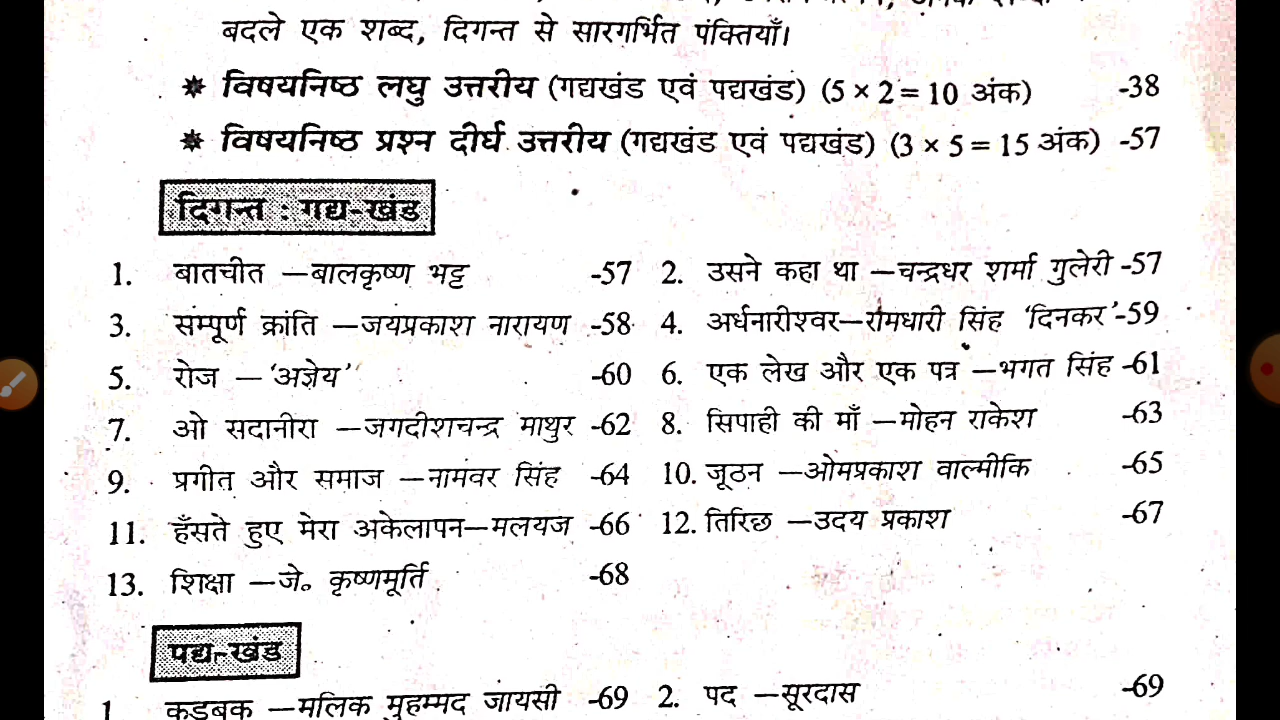 बदले एक शब्द, दिगन्त से सारगर्भित पंक्तियाँ।
* विषयनिष्ठ लघु उत्तरीय (गद्यखंड एवं पद्यखंड) (5 × 2 = 10 अंक) -38
* विषयनिष्ठ प्रश्न दीर्घ उत्तरीय (गद्यखंड एवं पद्यखंड) (3 × 5 = 15 अंक) -57
दिगन्त : गद्य-खंड
1. बातचीत —बालकृष्ण भट्ट -57 2. उसने कहा था —चन्द्रधर शर्मा गुलेरी -57
3. सम्पूर्ण क्रांति —जयप्रकाश नारायण -58 4. अर्धनारीश्वर—रामधारी सिंह 'दिनकर' -59
5. रोज —'अज्ञेय' -60 6. एक लेख और एक पत्र —भगत सिंह -61
7. ओ सदानीरा —जगदीशचन्द्र माथुर -62 8. सिपाही की माँ —मोहन राकेश -63
9. प्रगीत और समाज —नामवर सिंह -64 10. जूठन —ओमप्रकाश वाल्मीकि -65
11. हँसते हुए मेरा अकेलापन—मलयज -66 12. तिरिछ —उदय प्रकाश -67
13. शिक्षा —जे० कृष्णमूर्ति -68
पद्य-खंड
1. कड़बक —मलिक मुहम्मद जायसी -69 2. पद —सूरदास -69